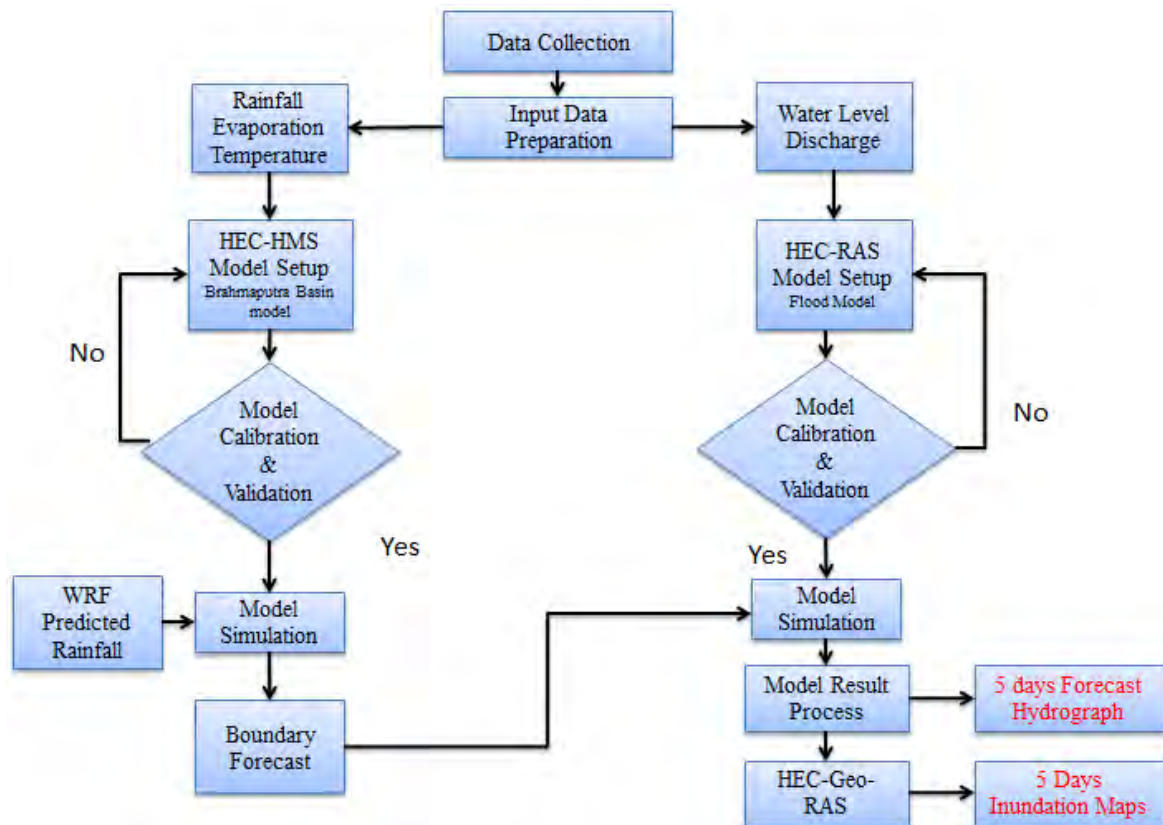 Data Collection
Input Data
Preparation
Rainfall
Evaporation
Temperature
Water Level
Discharge
HEC-HMS
Model Setup
Brahmaputra Basin
model
HEC-RAS
Model Setup
Flood Model
No
Model
Calibration
&
Validation
Model
Calibration
&
Validation
No
Yes
Yes
WRF
Predicted
Rainfall
Model
Simulation
Model
Simulation
Boundary
Forecast
Model Result
Process
5 days Forecast
Hydrograph
HEC-Geo-
RAS
5 Days
Inundation Maps